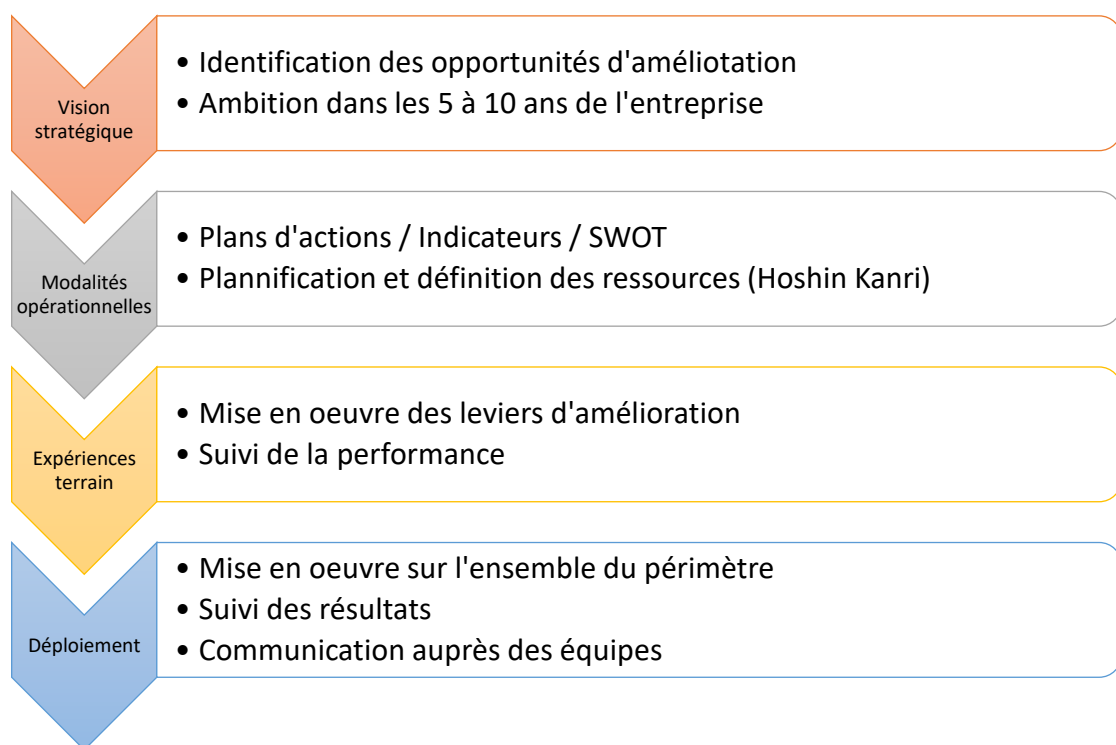 Vision
stratégique
• Identification des opportunités d'améliotation
• Ambition dans les 5 à 10 ans de l'entreprise
Modalités
opérationnelles
• Plans d'actions / Indicateurs / SWOT
• Plannification et définition des ressources (Hoshin Kanri)
Expériences
terrain
• Mise en oeuvre des leviers d'amélioration
• Suivi de la performance
Déploiement
• Mise en oeuvre sur l'ensemble du périmètre
• Suivi des résultats
• Communication auprès des équipes